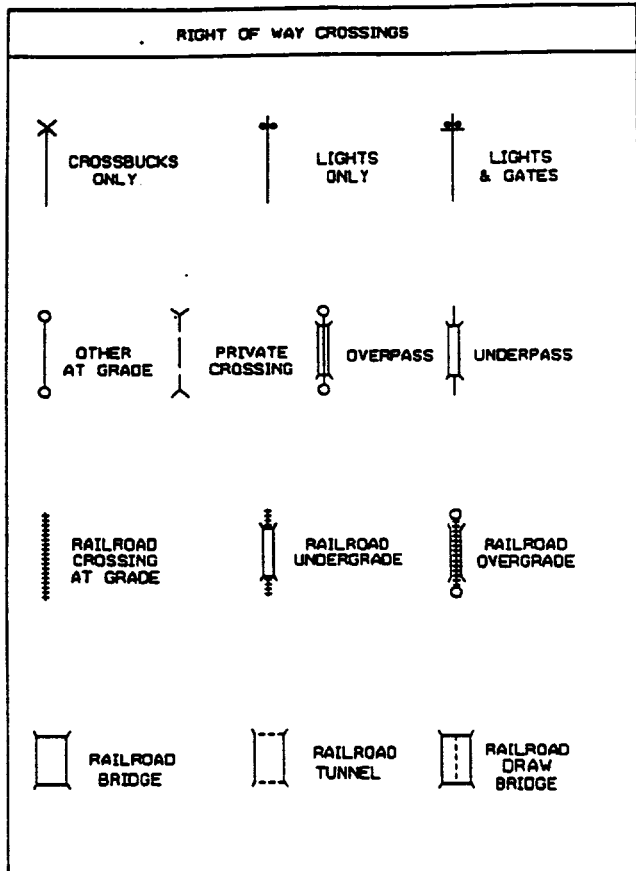 RIGHT OF WAY CROSSINGS
CROSSBUCKS
ONLY
LIGHTS
ONLY
LIGHTS
& GATES
OTHER
AT GRADE
PRIVATE
CROSSING
OVERPASS
UNDERPASS
RAILROAD
CROSSING
AT GRADE
RAILROAD
UNDERGRADE
RAILROAD
OVERGRADE
RAILROAD
BRIDGE
RAILROAD
TUNNEL
RAILROAD
DRAW
BRIDGE